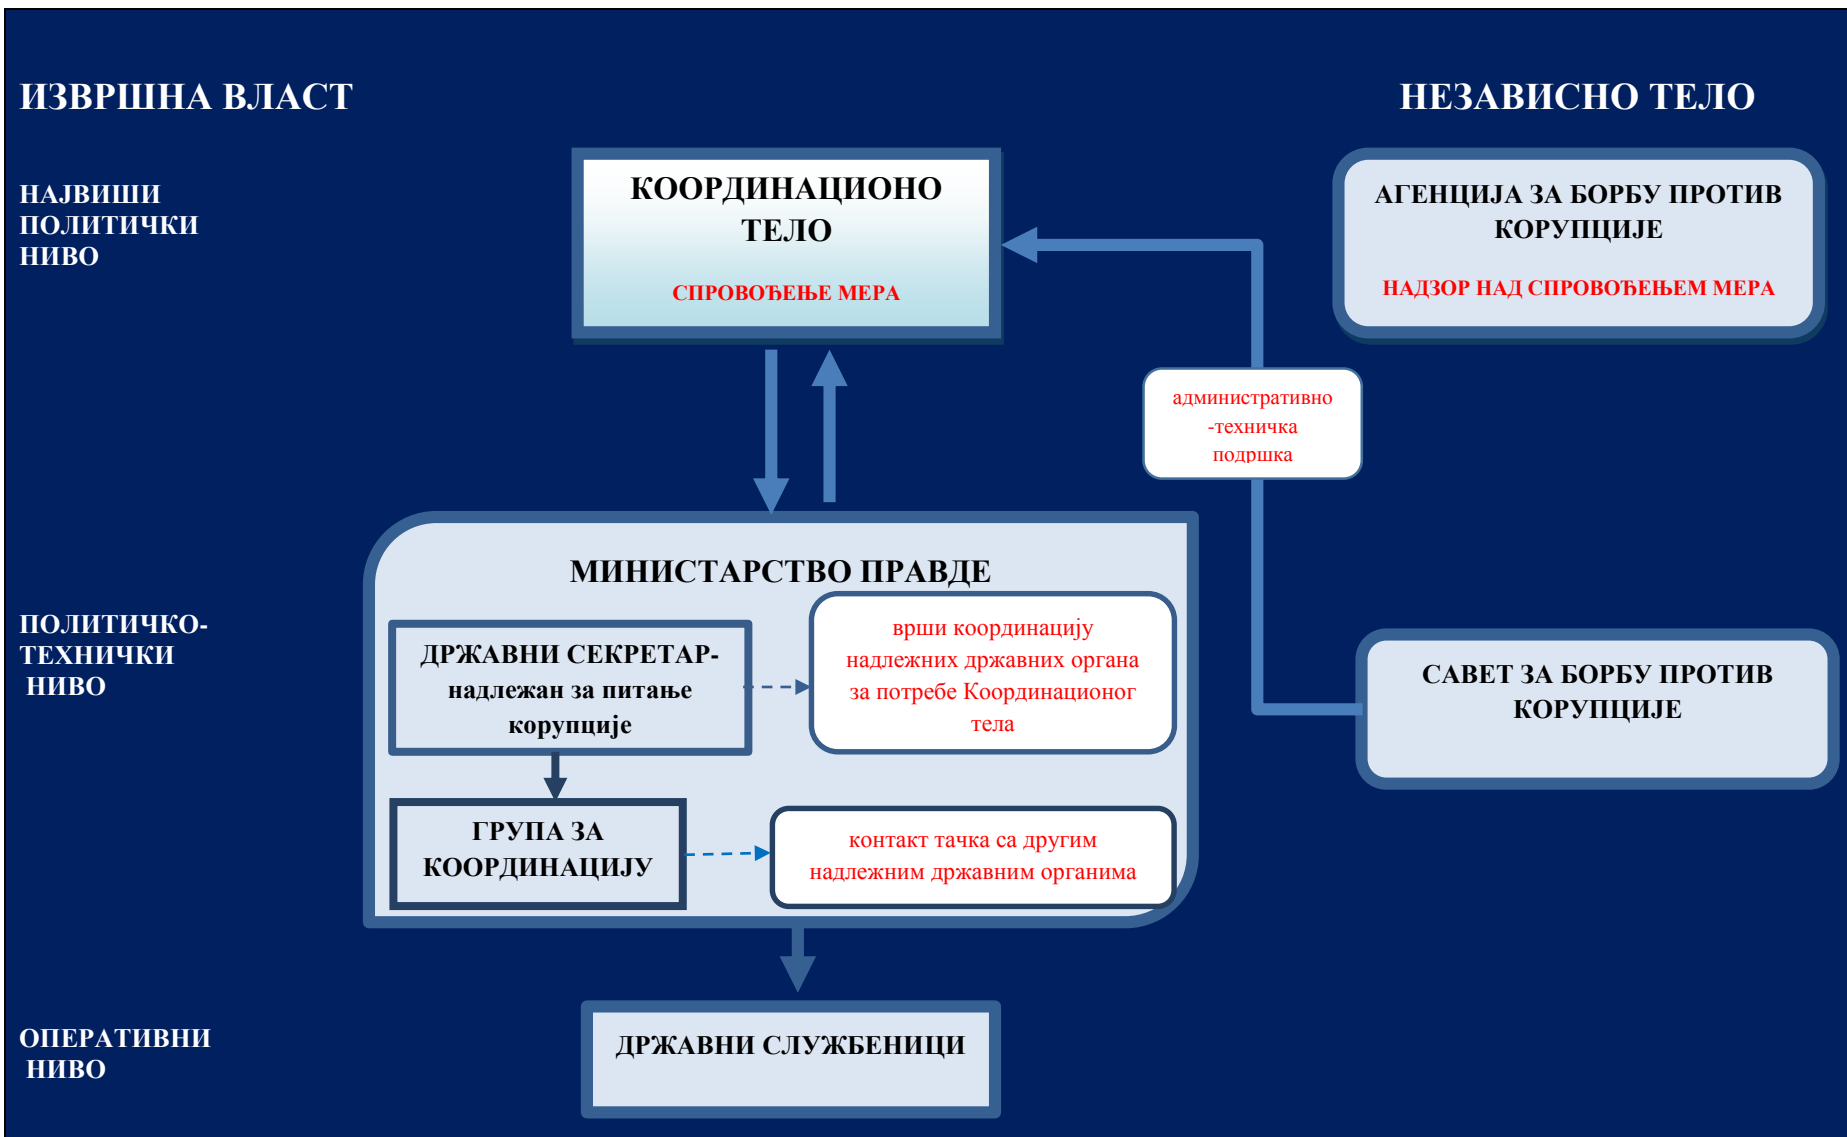 ИЗВРШНА ВЛАСТ
НЕЗАВИСНО ТЕЛО
НАЈВИШИ
ПОЛИТИЧКИ
НИВО
КООРДИНАЦИОНО
ТЕЛО
СПРОВОЂЕЊЕ МЕРА
АГЕНЦИЈА ЗА БОРБУ ПРОТИВ
КОРУПЦИЈЕ
НАДЗОР НАД СПРОВОЂЕЊЕМ МЕРА
административно
-техничка
подршка
МИНИСТАРСТВО ПРАВДЕ
ПОЛИТИЧКО-
ТЕХНИЧКИ
НИВО
ДРЖАВНИ СЕКРЕТАР-
надлежан за питање
корупције
врши координацију
надлежних државних органа
за потребе Координационог
тела
САВЕТ ЗА БОРБУ ПРОТИВ
КОРУПЦИЈЕ
ГРУПА ЗА
КООРДИНАЦИЈУ
контакт тачка са другим
надлежним државним органима
ОПЕРАТИВНИ
НИВО
ДРЖАВНИ СЛУЖБЕНИЦИ